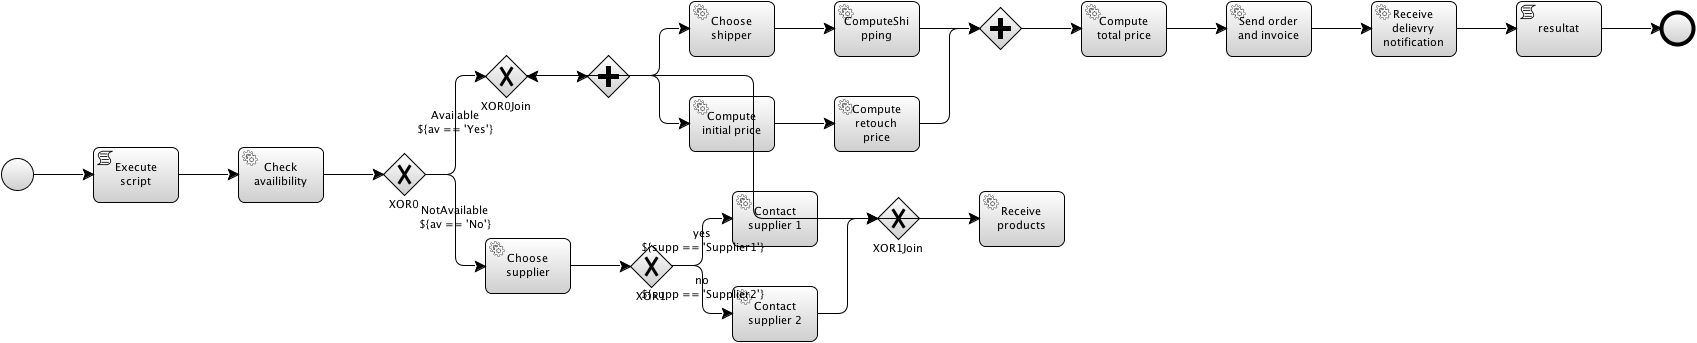 Choose
shipper
ComputeShi
pping
Compute
total price
Send order
and invoice
Receive
delievry
notification
resultat
XOR0Join
Available
${av == 'Yes'}
Compute
initial price
Compute
retouch
price
Execute
script
Check
availibility
XOR0
NotAvailable
${av == 'No'}
Choose
supplier
yes
${supp == 'Supplier1'}
Contact
supplier 1
XOR1Join
Receive
products
no
${supp == 'Supplier2'}
XOR1
Contact
supplier 2